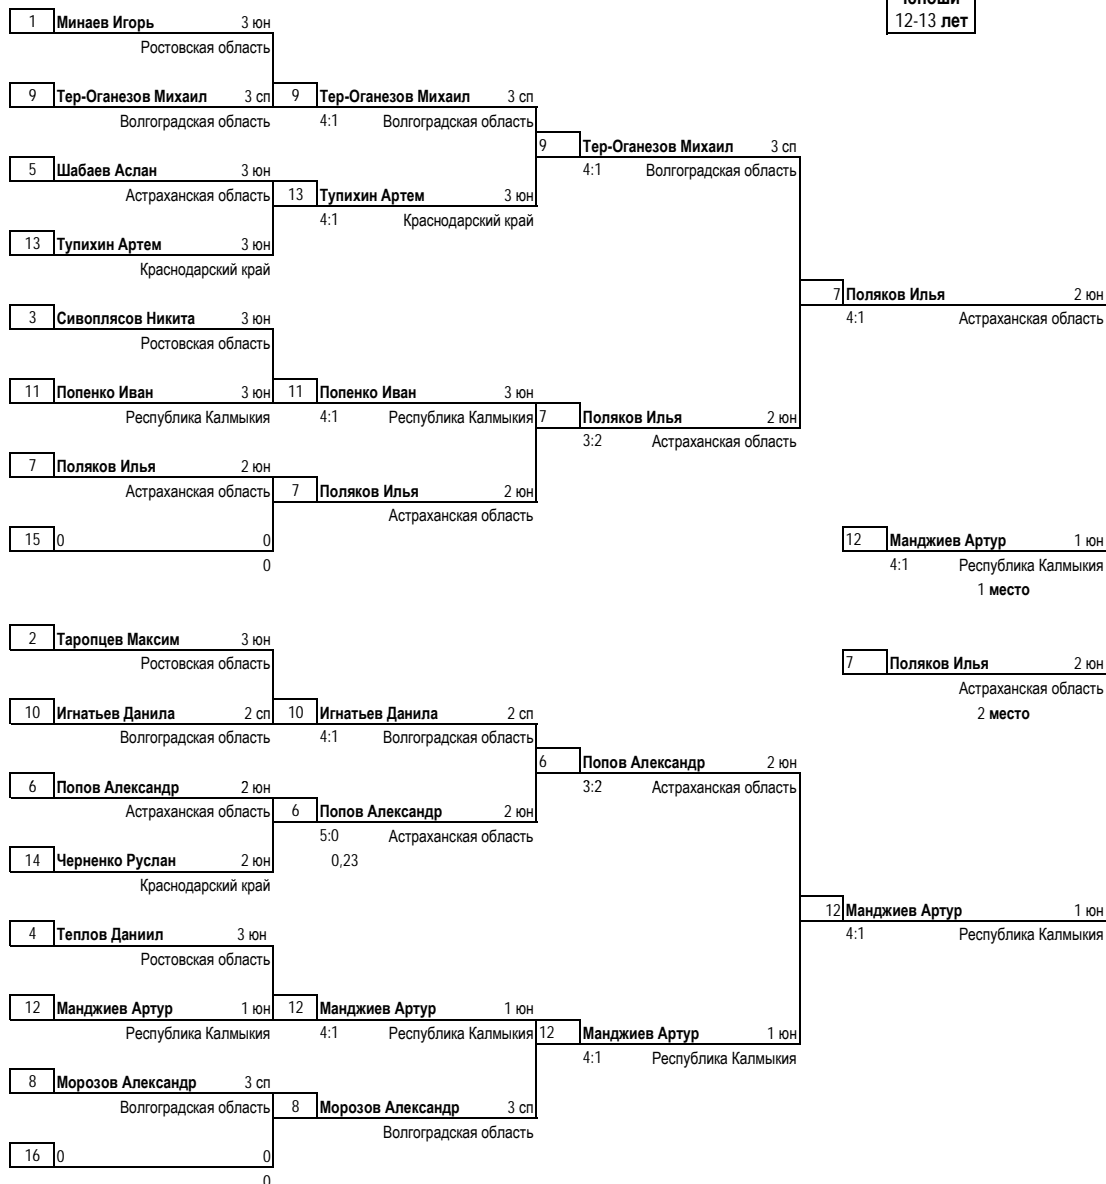 юноши
12-13 лет
1 Минаев Игорь 3 юн
Ростовская область
9 Тер-Оганезов Михаил 3 сп 9 Тер-Оганезов Михаил 3 сп
Волгоградская область 4:1 Волгоградская область
9 Тер-Оганезов Михаил 3 сп
5 Шабаев Аслан 3 юн 4:1 Волгоградская область
Астраханская область 13 Тупихин Артем 3 юн
4:1 Краснодарский край
13 Тупихин Артем 3 юн
Краснодарский край
7 Поляков Илья 2 юн
3 Сивоплясов Никита 3 юн 4:1 Астраханская область
Ростовская область
11 Попенко Иван 3 юн 11 Попенко Иван 3 юн
Республика Калмыкия 4:1 Республика Калмыкия 7 Поляков Илья 2 юн
3:2 Астраханская область
7 Поляков Илья 2 юн
Астраханская область 7 Поляков Илья 2 юн
Астраханская область
15 0 0 12 Манджиев Артур 1 юн
0 4:1 Республика Калмыкия
1 место
2 Таропцев Максим 3 юн
Ростовская область 7 Поляков Илья 2 юн
Астраханская область
10 Игнатьев Данила 2 сп 10 Игнатьев Данила 2 сп 2 место
Волгоградская область 4:1 Волгоградская область
6 Попов Александр 2 юн
6 Попов Александр 2 юн 3:2 Астраханская область
Астраханская область 6 Попов Александр 2 юн
5:0 Астраханская область
14 Черненко Руслан 2 юн 0,23
Краснодарский край
12 Манджиев Артур 1 юн
4 Теплов Даниил 3 юн 4:1 Республика Калмыкия
Ростовская область
12 Манджиев Артур 1 юн 12 Манджиев Артур 1 юн
Республика Калмыкия 4:1 Республика Калмыкия 12 Манджиев Артур 1 юн
4:1 Республика Калмыкия
8 Морозов Александр 3 сп
Волгоградская область 8 Морозов Александр 3 сп
Волгоградская область
16 0 0
0